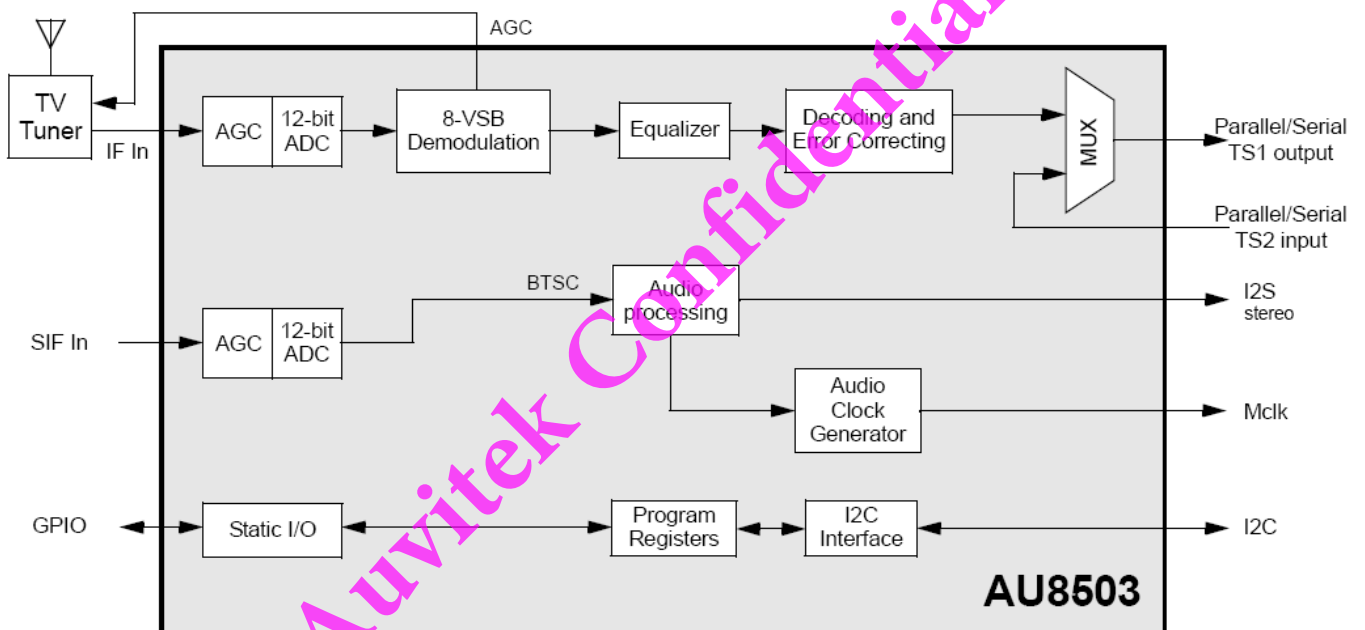 AGC
TV
Tuner
IF In
AGC
12-bit
ADC
8-VSB
Demodulation
Equalizer
Decoding and
Error Correcting
MUX
Parallel/Serial
TS1 output
Parallel/Serial
TS2 input
SIF In
AGC
12-bit
ADC
BTSC
Audio
processing
I2S
stereo
Audio
Clock
Generator
Mclk
GPIO
Static I/O
Program
Registers
I2C
Interface
I2C
AU8503
Auvitek Confidential